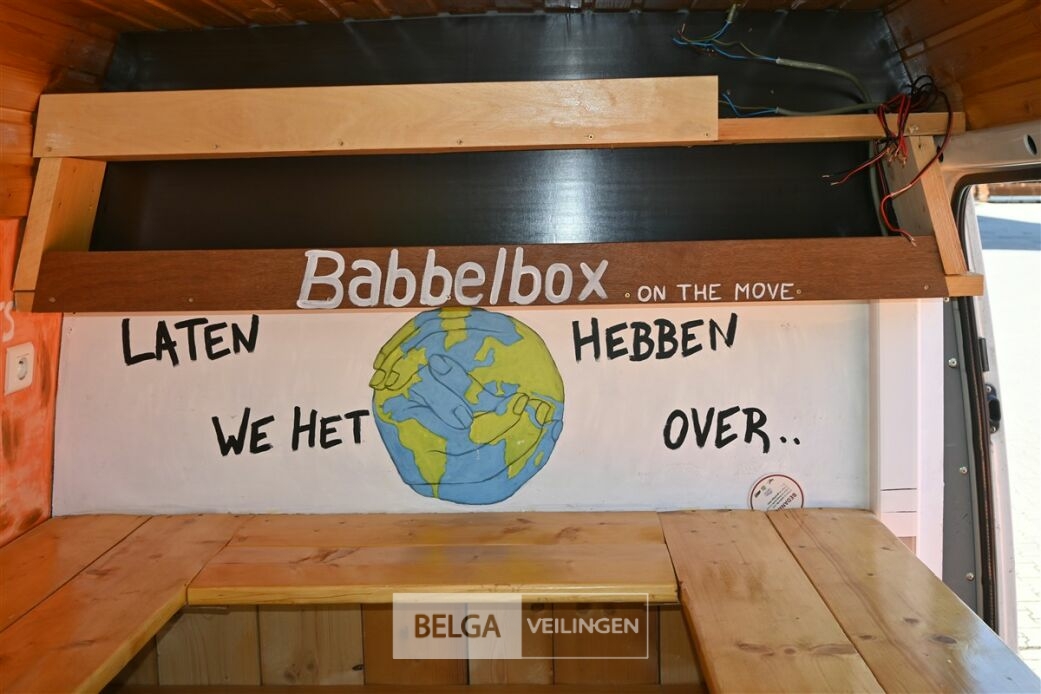 Babbelbox ON THE MOVE
LATEN HEBBEN
WE HET OVER..
BELGA VEILINGEN